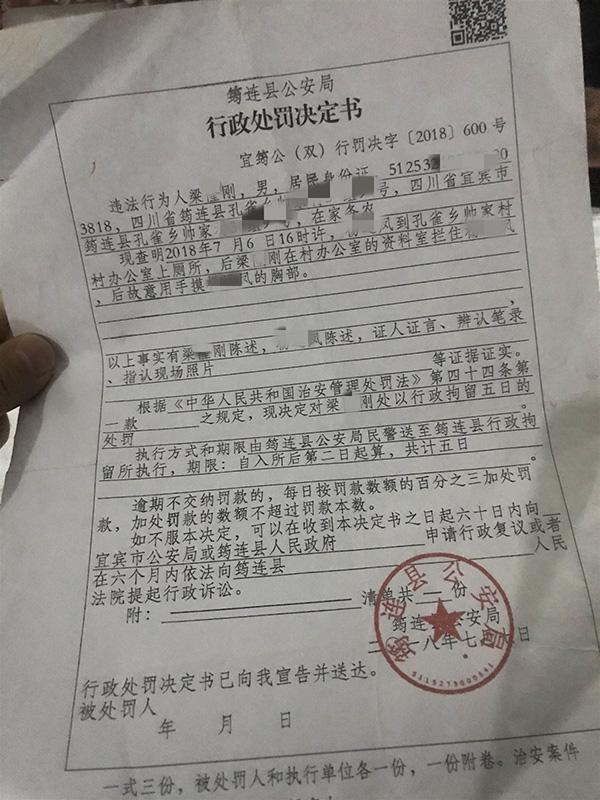 筠连县公安局
行政处罚决定书
宜筠公（双）行罚决字〔2018〕600号
违法行为人梁 刚，男，居民身份证 51253 0
3818，四川省筠连县孔雀乡帅 号，四川省宜宾市
筠连县孔雀乡帅家 ，在家务农
现查明2018年7月6日16时许， 凤到孔雀乡帅家村
村办公室上厕所，后梁 刚在村办公室的资料室拦住 凤
，后故意用手摸 凤的胸部。
以上事实有梁 刚陈述， 凤陈述，证人证言、辨认笔录
、指认现场照片 等证据证实。
根据《中华人民共和国治安管理处罚法》第四十四条第
一款 之规定，现决定对梁 刚处以行政拘留五日的
处罚 。
执行方式和期限由筠连县公安局民警送至筠连县行政拘
留所执行，期限：自入所后第二日起算，共计五日 。
逾期不交纳罚款的，每日按罚款数额的百分之三加处罚
款，加处罚款的数额不超过罚款本数。
如不服本决定，可以在收到本决定书之日起六十日内向
宜宾市公安局或筠连县人民政府 申请行政复议或者
在六个月内依法向筠连县 人民
法院提起行政诉讼。
附： 清单共 份
筠连县公安局
二 一八年七 日
筠连县公安局
行政处罚决定书已向我宣告并送达。
被处罚人
年 月 日
一式三份，被处罚人和执行单位各一份，一份附卷。治安案件